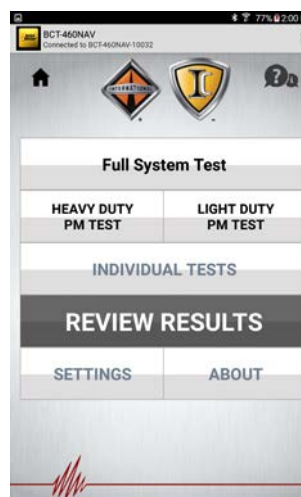 77% 2:00
BCT-460NAV
Connected to BCT-460NAV-10032
INTERNATIONAL
Full System Test
HEAVY DUTY
PM TEST
LIGHT DUTY
PM TEST
INDIVIDUAL TESTS
REVIEW RESULTS
SETTINGS
ABOUT